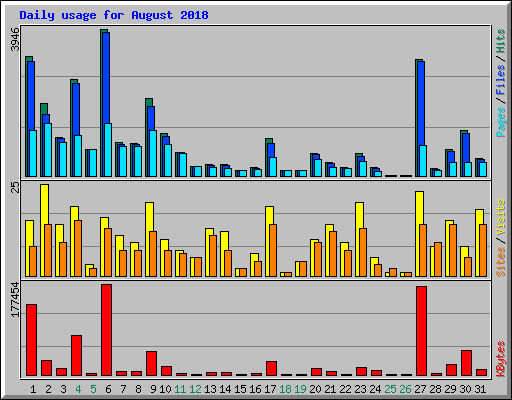 Daily usage for August 2018
3946
Pages / Files / Hits
25
Sites / Visits
177454
KBytes
1 2 3 4 5 6 7 8 9 10 11 12 13 14 15 16 17 18 19 20 21 22 23 24 25 26 27 28 29 30 31